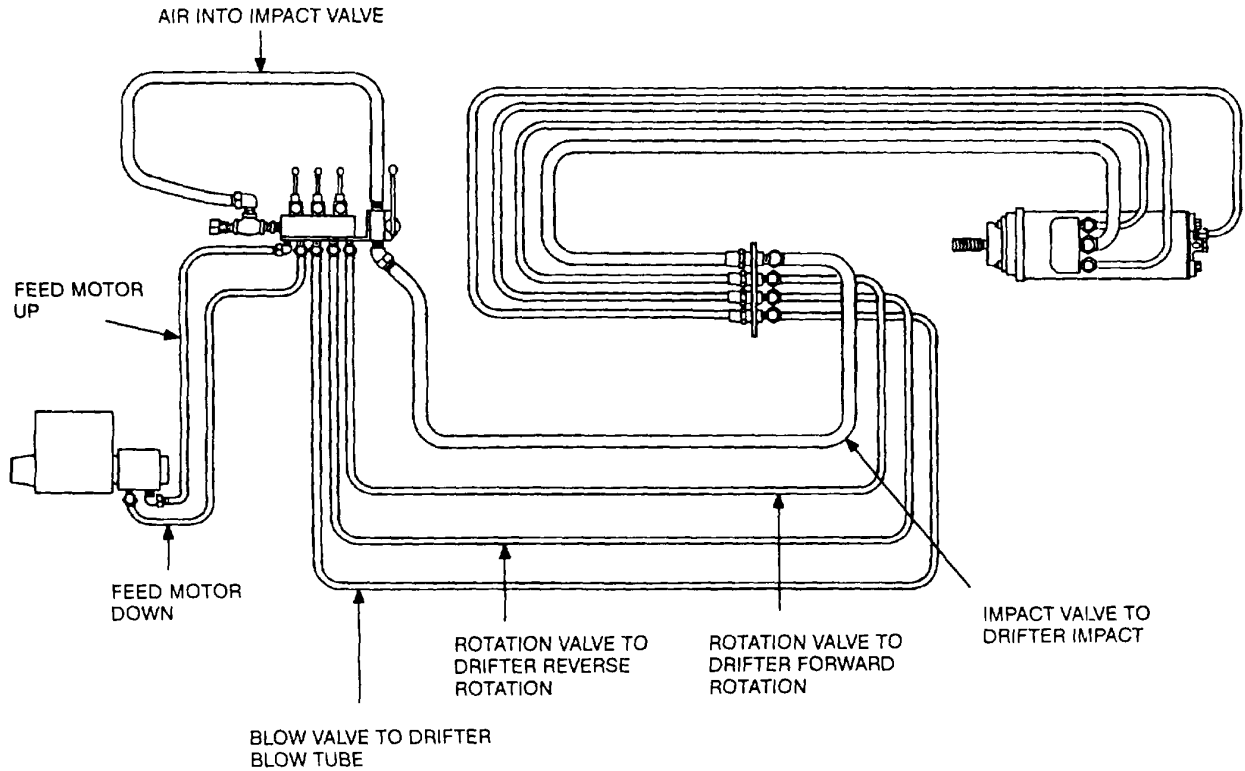 AIR INTO IMPACT VALVE
FEED MOTOR
UP
FEED MOTOR
DOWN
IMPACT VALVE TO
DRIFTER IMPACT
ROTATION VALVE TO
DRIFTER REVERSE
ROTATION
ROTATION VALVE TO
DRIFTER FORWARD
ROTATION
BLOW VALVE TO DRIFTER
BLOW TUBE